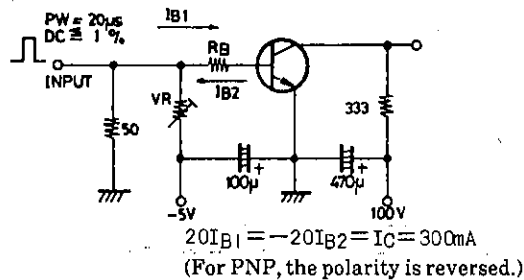 PW = 20μs
DC ≦ 1%
IB1
INPUT
RB
IB2
VR
50
333
100μ
+
470μ
+
-5V
100V
20IB1=-20IB2=IC=300mA
(For PNP, the polarity is reversed.)